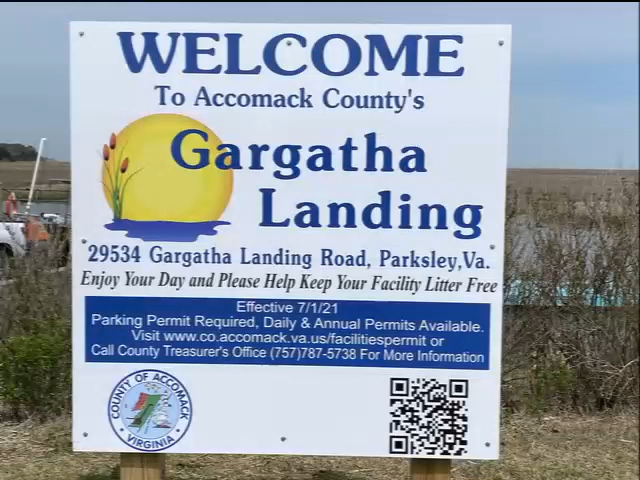 WELCOME
To Accomack County's
Gargatha
Landing
29534 Gargatha Landing Road, Parksley,Va.
Enjoy Your Day and Please Help Keep Your Facility Litter Free
Effective 7/1/21
Parking Permit Required, Daily & Annual Permits Available.
Visit www.co.accomack.va.us/facilitiespermit or
Call County Treasurer's Office (757)787-5738 For More Information
COUNTY OF ACCOMACK
VIRGINIA